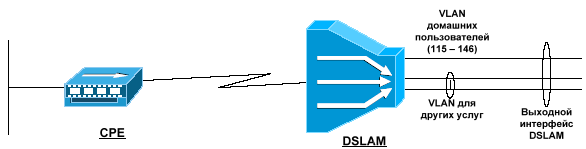 VLAN
домашних
пользователей
(115 – 146)
CPE
DSLAM
VLAN для
других услуг
Выходной
интерфейс
DSLAM